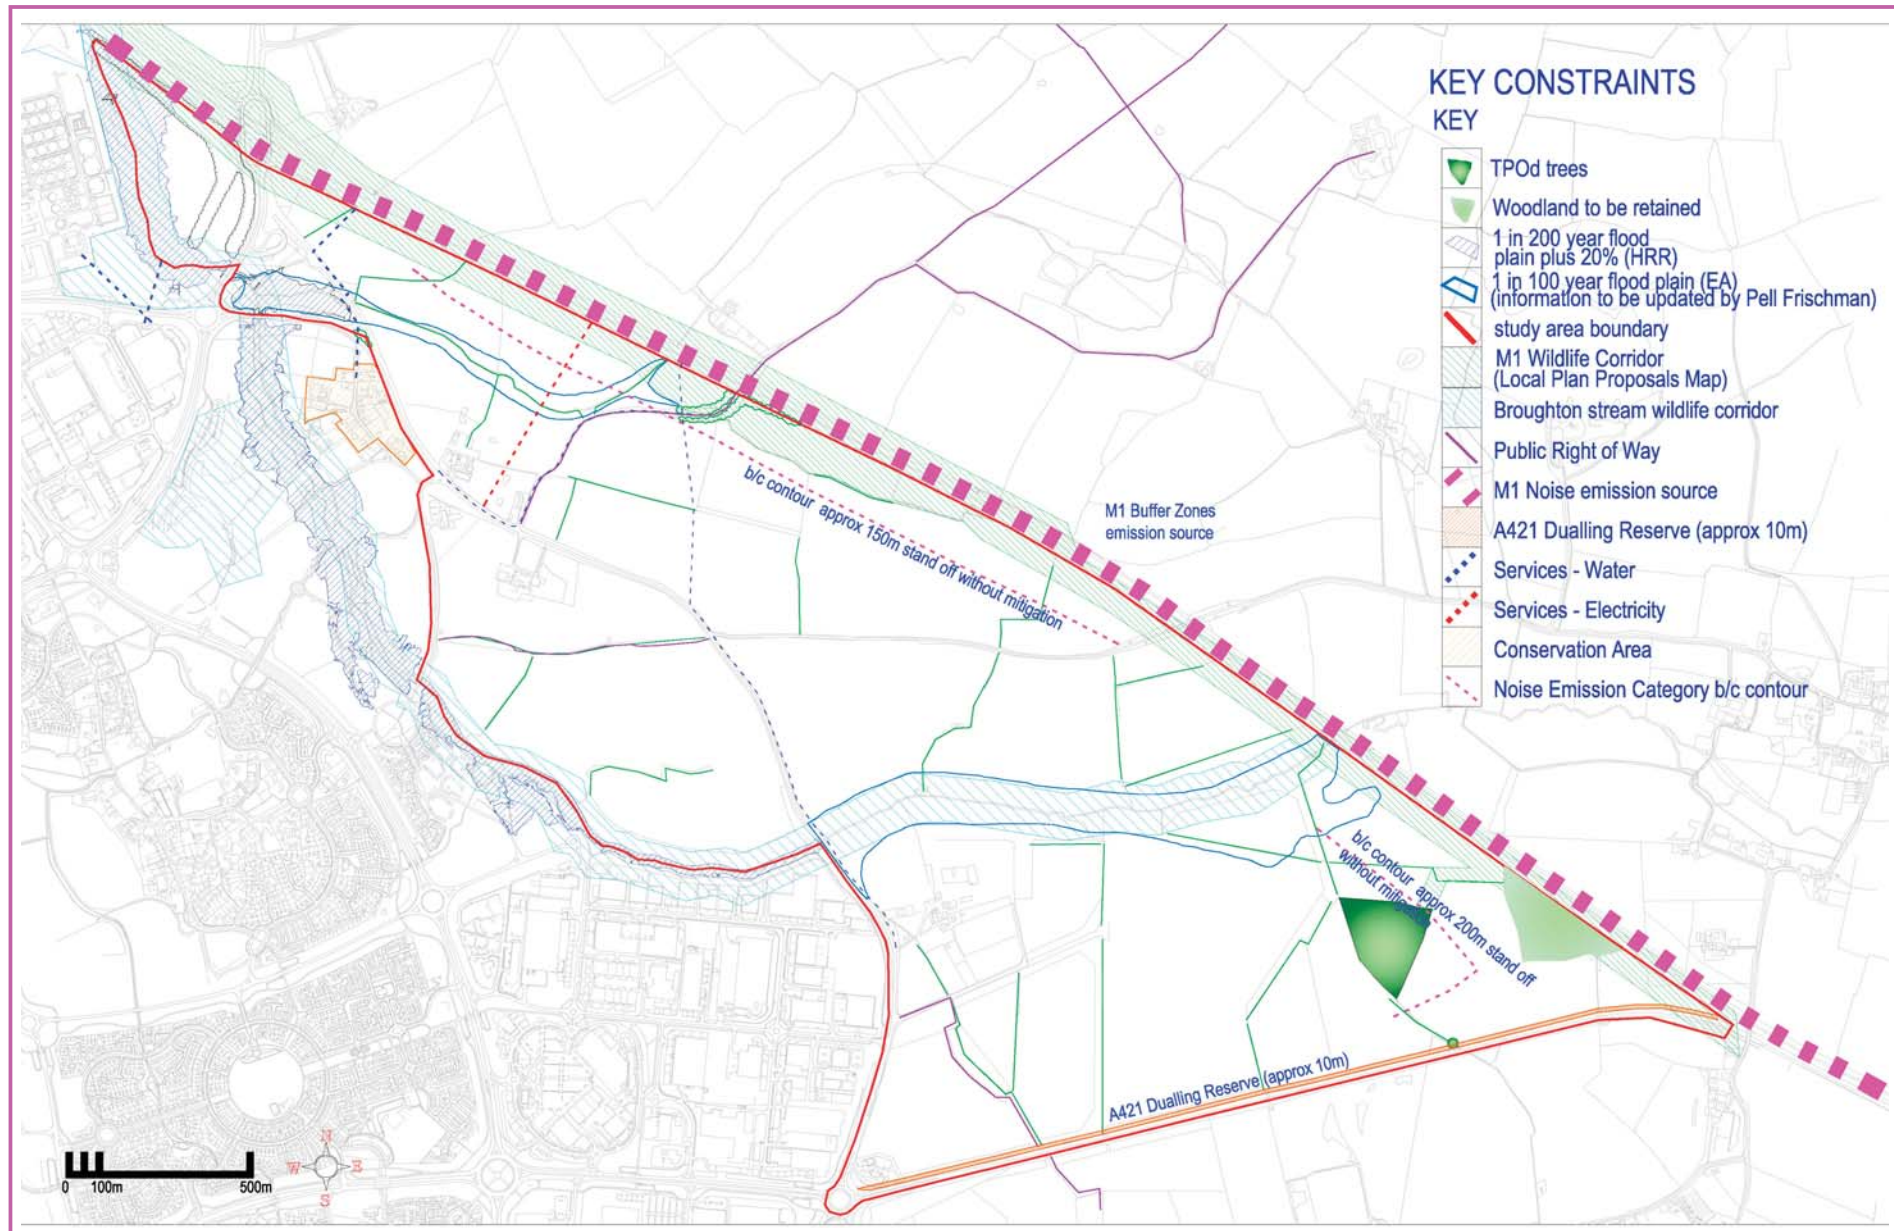 KEY CONSTRAINTS
KEY
TPOd trees
Woodland to be retained
1 in 200 year flood
plain plus 20% (HRR)
1 in 100 year flood plain (EA)
(information to be updated by Pell Frischman)
study area boundary
M1 Wildlife Corridor
(Local Plan Proposals Map)
Broughton stream wildlife corridor
Public Right of Way
M1 Noise emission source
A421 Dualling Reserve (approx 10m)
Services - Water
Services - Electricity
Conservation Area
Noise Emission Category b/c contour
M1 Buffer Zones
emission source
b/c contour approx 150m stand off without mitigation
b/c contour approx 200m stand off
without mitigation
A421 Dualling Reserve (approx 10m)
0 100m 500m
N
W E
S